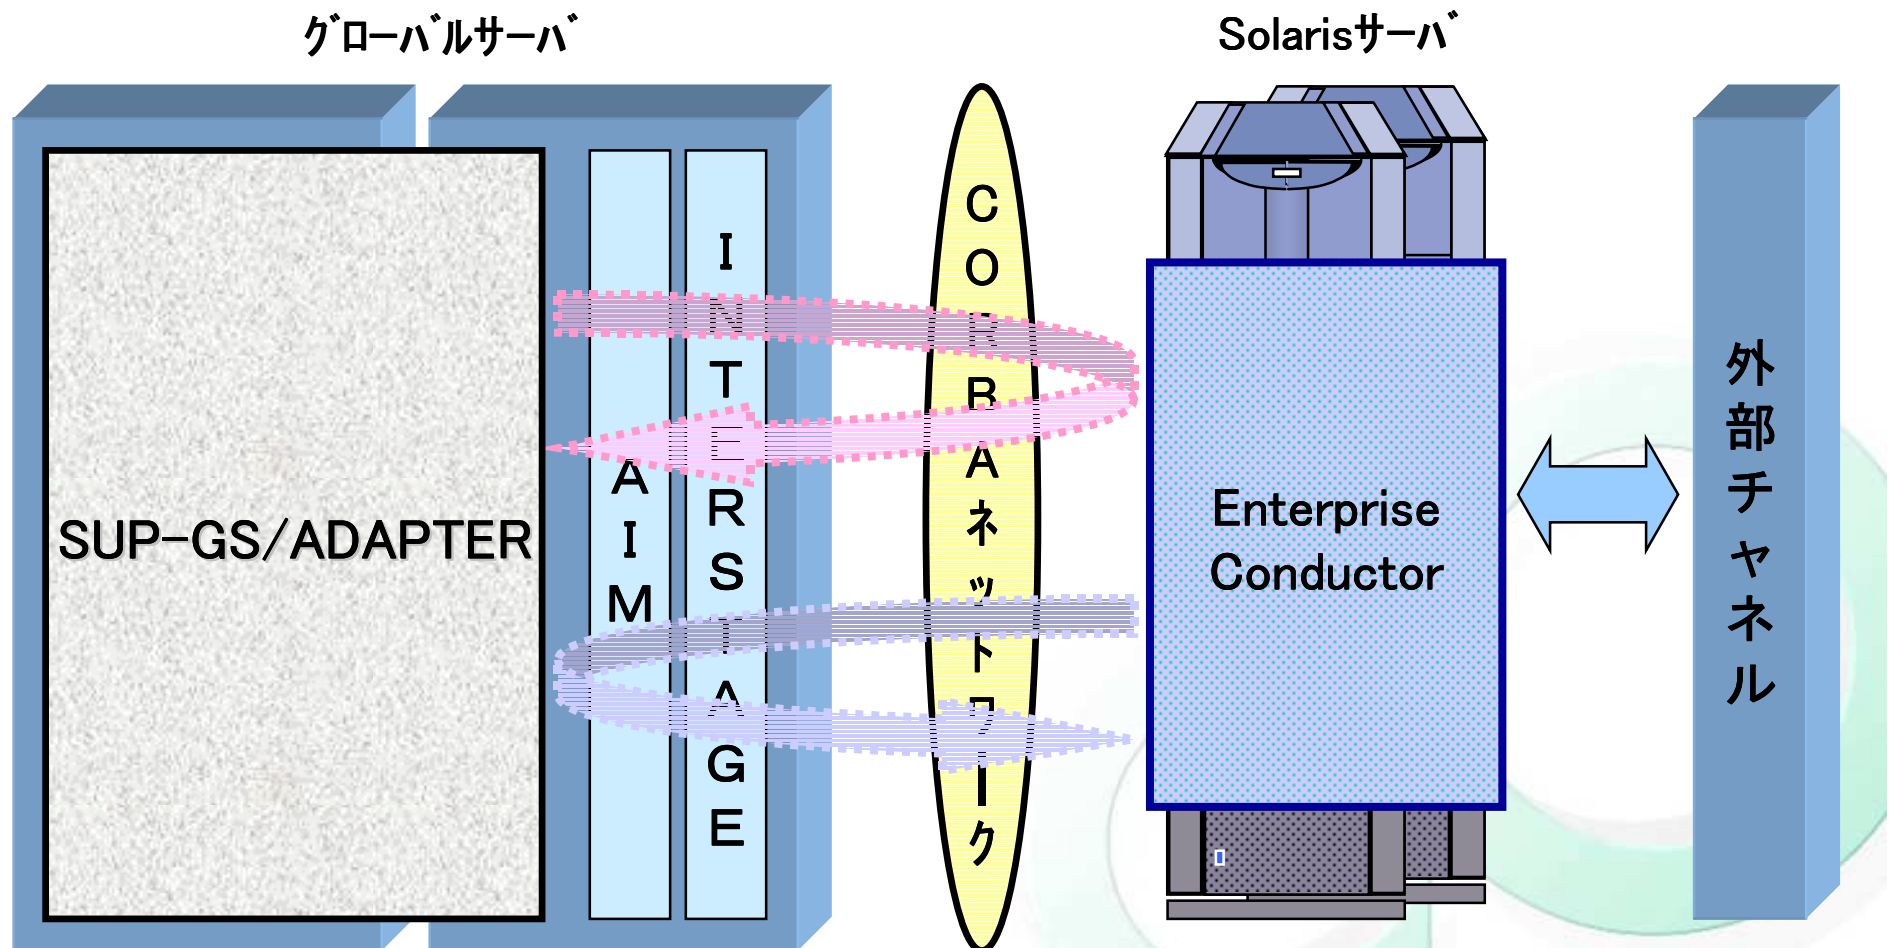 グローバルサーバ
Solarisサーバ
SUP-GS/ADAPTER
AIM
INTERSTAGE
CORBAネットワーク
Enterprise
Conductor
外部チャネル